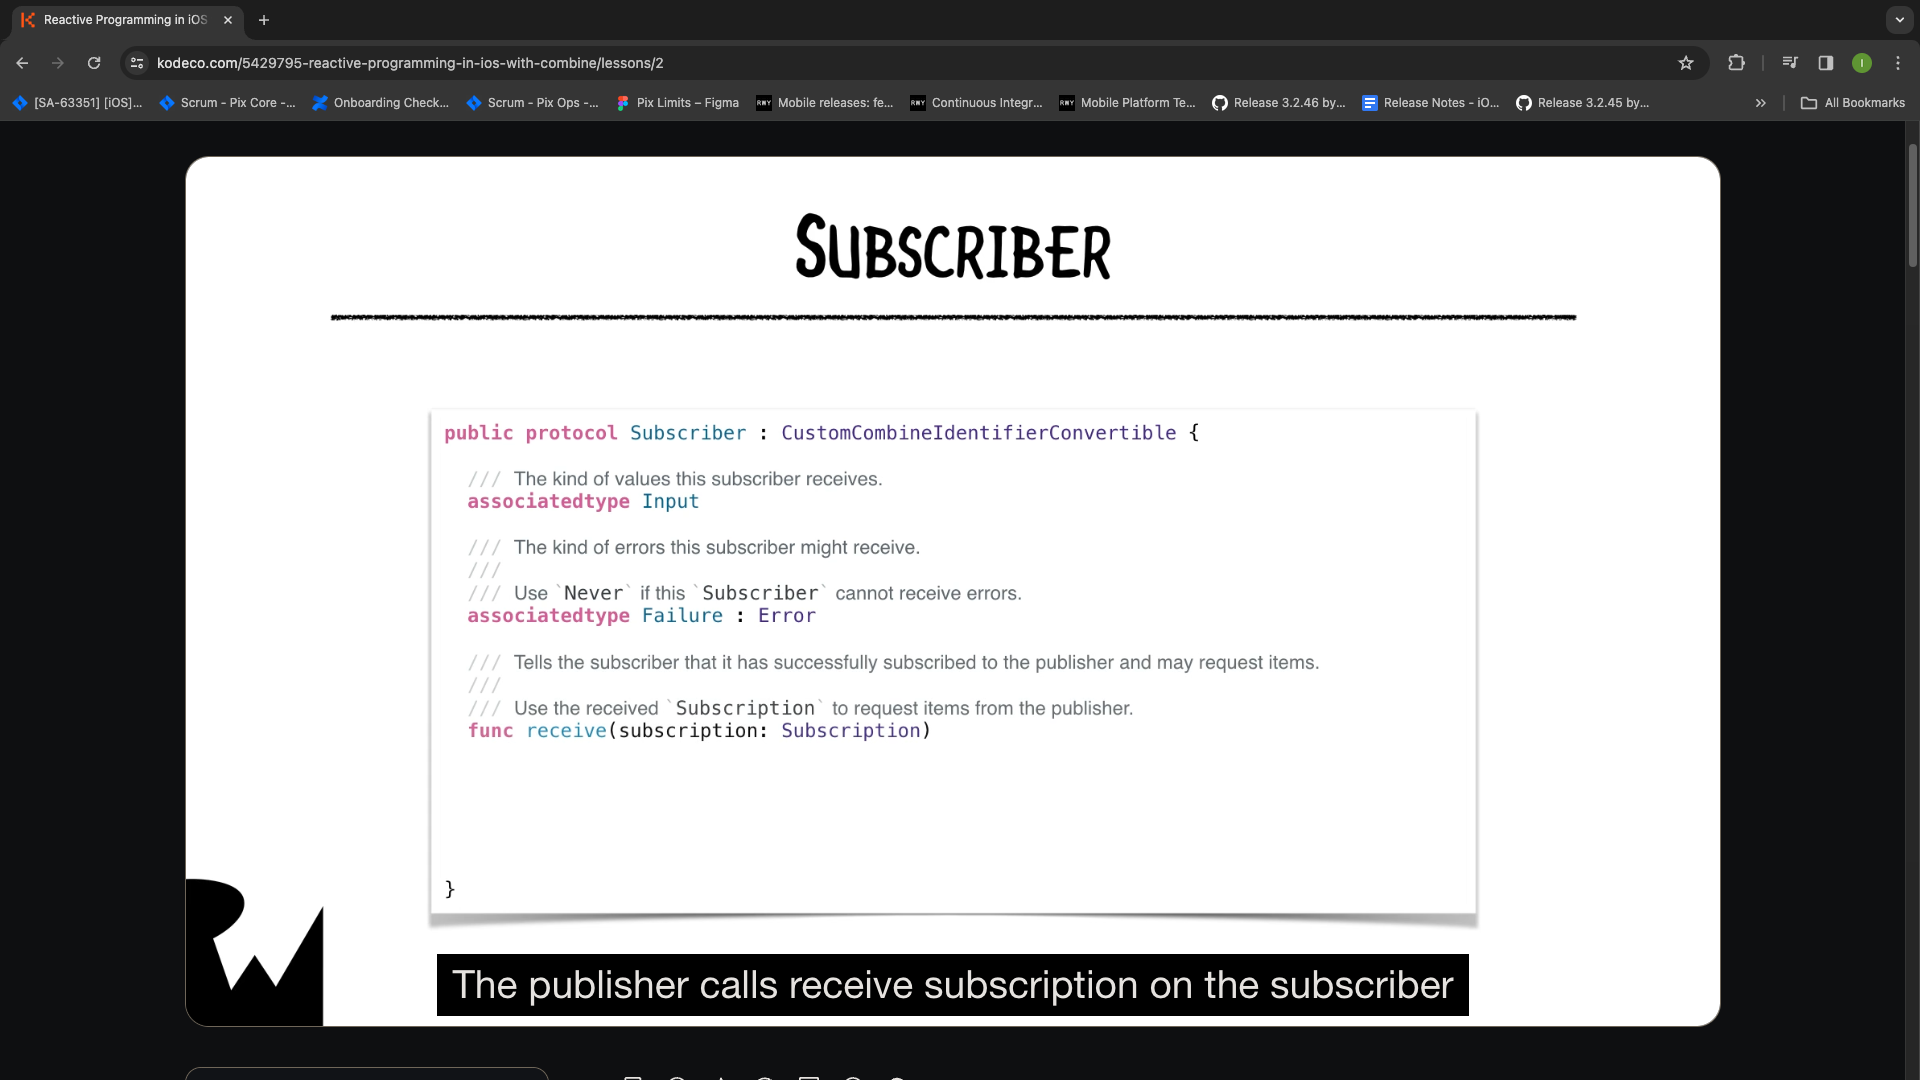 Reactive Programming in iOS
kodeco.com/5429795-reactive-programming-in-ios-with-combine/lessons/2
I
[SA-63351] [iOS]...
Scrum - Pix Core -...
Onboarding Check...
Scrum - Pix Ops -...
Pix Limits – Figma
RWY
Mobile releases: fe...
RWY
Continuous Integr...
RWY
Mobile Platform Te...
Release 3.2.46 by...
Release Notes - iO...
Release 3.2.45 by...
»
All Bookmarks
SUBSCRIBER
public protocol Subscriber : CustomCombineIdentifierConvertible {
/// The kind of values this subscriber receives.
associatedtype Input
/// The kind of errors this subscriber might receive.
///
/// Use `Never` if this `Subscriber` cannot receive errors.
associatedtype Failure : Error
/// Tells the subscriber that it has successfully subscribed to the publisher and may request items.
///
/// Use the received `Subscription` to request items from the publisher.
func receive(subscription: Subscription)
}
RW
The publisher calls receive subscription on the subscriber